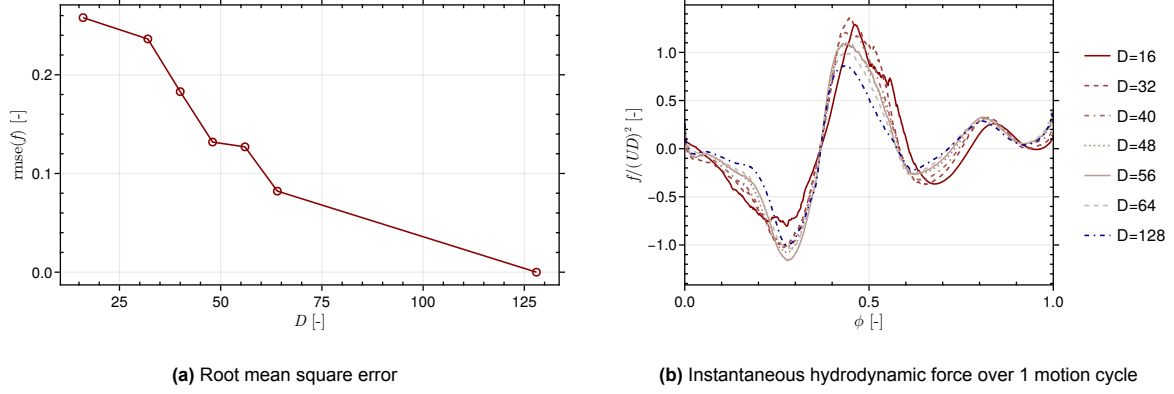 0.2
0.1
0.0
rmse(f) [-]
25
50
75
100
125
D [-]
(a) Root mean square error
1.0
0.5
0.0
−0.5
−1.0
f/(UD)² [-]
0.0
0.5
1.0
ϕ [-]
D=16
D=32
D=40
D=48
D=56
D=64
D=128
(b) Instantaneous hydrodynamic force over 1 motion cycle